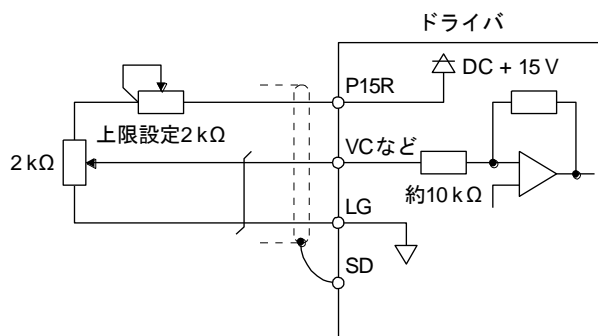 ドライバ
P15R
DC + 15 V
上限設定2 kΩ
2 kΩ
VCなど
約10 k Ω
LG
SD